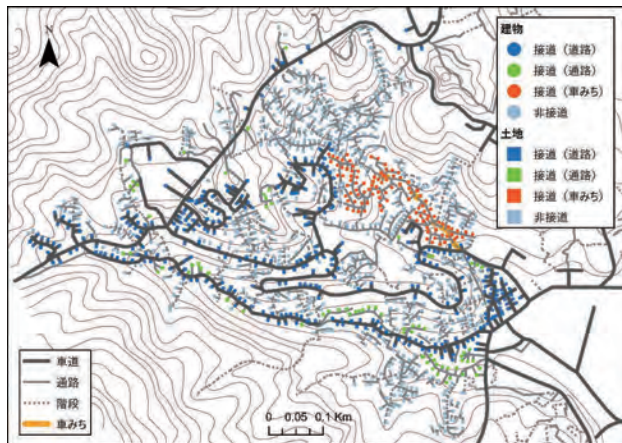 N
建物
接道（道路）
接道（通路）
接道（車みち）
非接道
土地
接道（道路）
接道（通路）
接道（車みち）
非接道
車道
通路
階段
車みち
0 0.05 0.1 Km